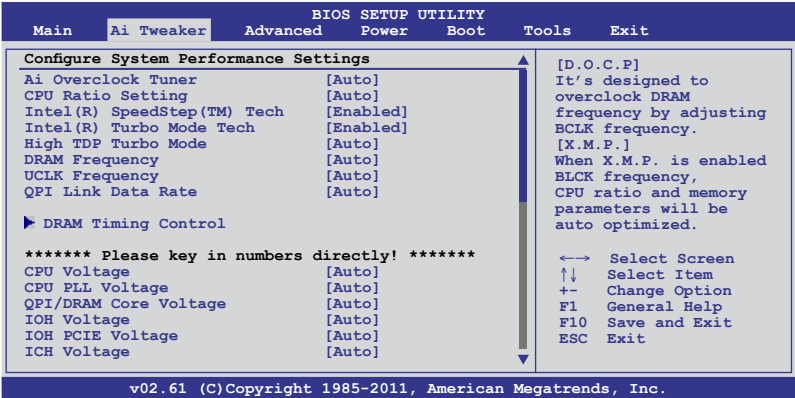 BIOS SETUP UTILITY
Main Ai Tweaker Advanced Power Boot Tools Exit
Configure System Performance Settings
Ai Overclock Tuner [Auto]
CPU Ratio Setting [Auto]
Intel(R) SpeedStep(TM) Tech [Enabled]
Intel(R) Turbo Mode Tech [Enabled]
High TDP Turbo Mode [Auto]
DRAM Frequency [Auto]
UCLK Frequency [Auto]
QPI Link Data Rate [Auto]
DRAM Timing Control
******* Please key in numbers directly! *******
CPU Voltage [Auto]
CPU PLL Voltage [Auto]
QPI/DRAM Core Voltage [Auto]
IOH Voltage [Auto]
IOH PCIE Voltage [Auto]
ICH Voltage [Auto]
[D.O.C.P]
It's designed to
overclock DRAM
frequency by adjusting
BCLK frequency.
[X.M.P.]
When X.M.P. is enabled
BLCK frequency,
CPU ratio and memory
parameters will be
auto optimized.
←→ Select Screen
↑↓ Select Item
+- Change Option
F1 General Help
F10 Save and Exit
ESC Exit
v02.61 (C)Copyright 1985-2011, American Megatrends, Inc.